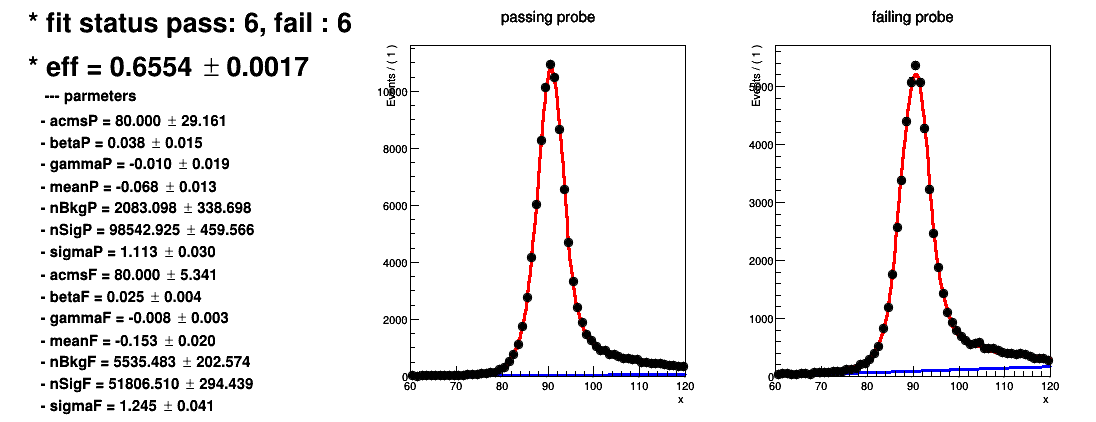 * fit status pass: 6, fail : 6
* eff = 0.6554 ± 0.0017
--- parmeters
- acmsP = 80.000 ± 29.161
- betaP = 0.038 ± 0.015
- gammaP = -0.010 ± 0.019
- meanP = -0.068 ± 0.013
- nBkgP = 2083.098 ± 338.698
- nSigP = 98542.925 ± 459.566
- sigmaP = 1.113 ± 0.030
- acmsF = 80.000 ± 5.341
- betaF = 0.025 ± 0.004
- gammaF = -0.008 ± 0.003
- meanF = -0.153 ± 0.020
- nBkgF = 5535.483 ± 202.574
- nSigF = 51806.510 ± 294.439
- sigmaF = 1.245 ± 0.041
passing probe
Events / ( 1 )
10000
8000
6000
4000
2000
0
60 70 80 90 100 110 120
x
failing probe
Events / ( 1 )
5000
4000
3000
2000
1000
0
60 70 80 90 100 110 120
x